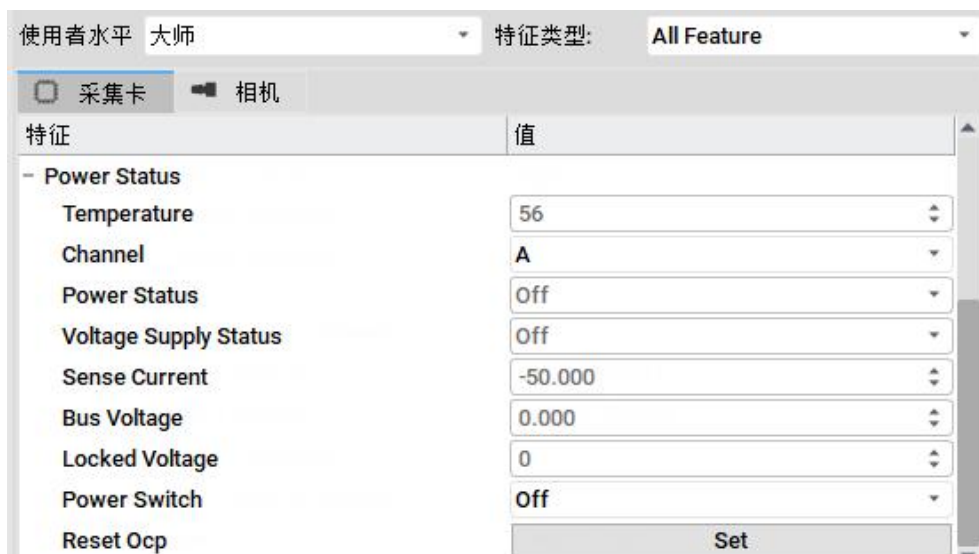 使用者水平 大师 特征类型: All Feature
采集卡 相机
特征 值
Power Status
Temperature 56
Channel A
Power Status Off
Voltage Supply Status Off
Sense Current -50.000
Bus Voltage 0.000
Locked Voltage 0
Power Switch Off
Reset Ocp Set